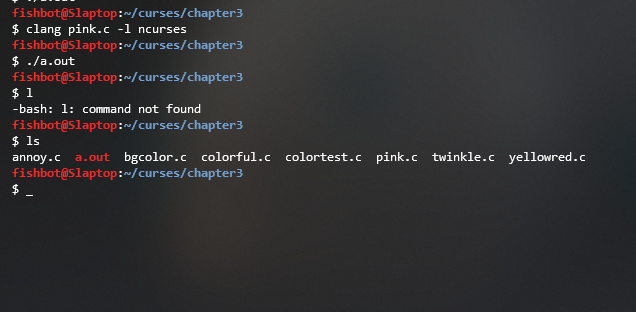 fishbot@Slaptop:~/curses/chapter3
$ clang pink.c -l ncurses
fishbot@Slaptop:~/curses/chapter3
$ ./a.out
fishbot@Slaptop:~/curses/chapter3
$ l
-bash: l: command not found
fishbot@Slaptop:~/curses/chapter3
$ ls
annoy.c  a.out  bgcolor.c  colorful.c  colortest.c  pink.c  twinkle.c  yellowred.c
fishbot@Slaptop:~/curses/chapter3
$ _